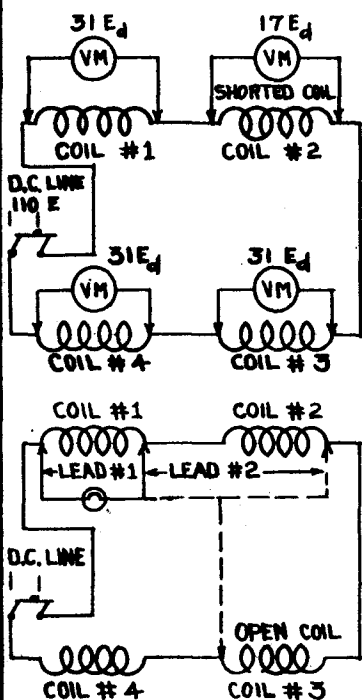 31 Ed 17 Ed
VM VM
SHORTED COIL
COIL #1 COIL #2
D.C. LINE
110 E
31 Ed 31 Ed
VM VM
COIL #4 COIL #3
COIL #1 COIL #2
LEAD #1 LEAD #2
D.C. LINE
OPEN COIL
COIL #4 COIL #3